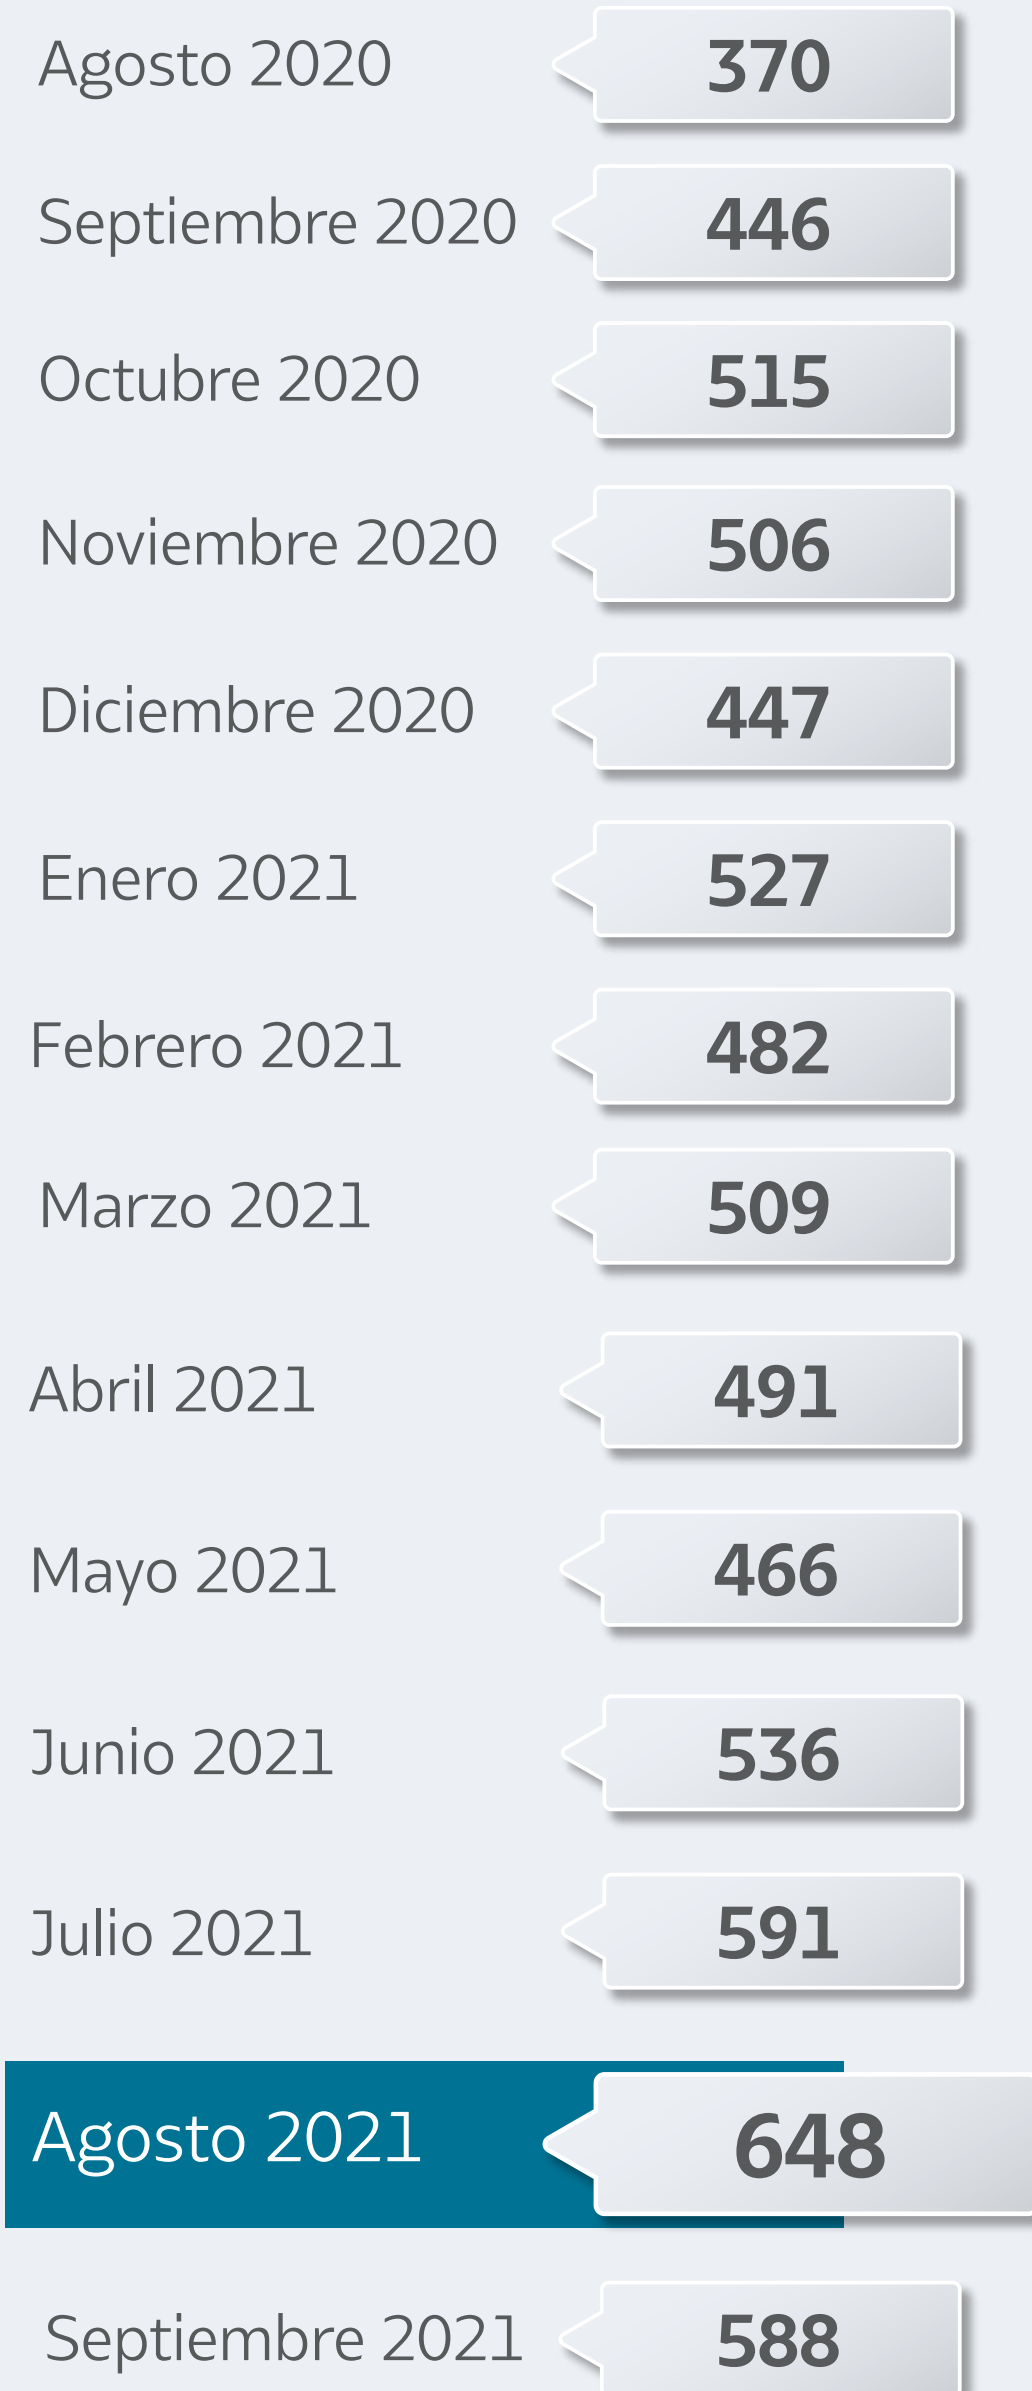 Agosto 2020 370
Septiembre 2020 446
Octubre 2020 515
Noviembre 2020 506
Diciembre 2020 447
Enero 2021 527
Febrero 2021 482
Marzo 2021 509
Abril 2021 491
Mayo 2021 466
Junio 2021 536
Julio 2021 591
Agosto 2021 648
Septiembre 2021 588